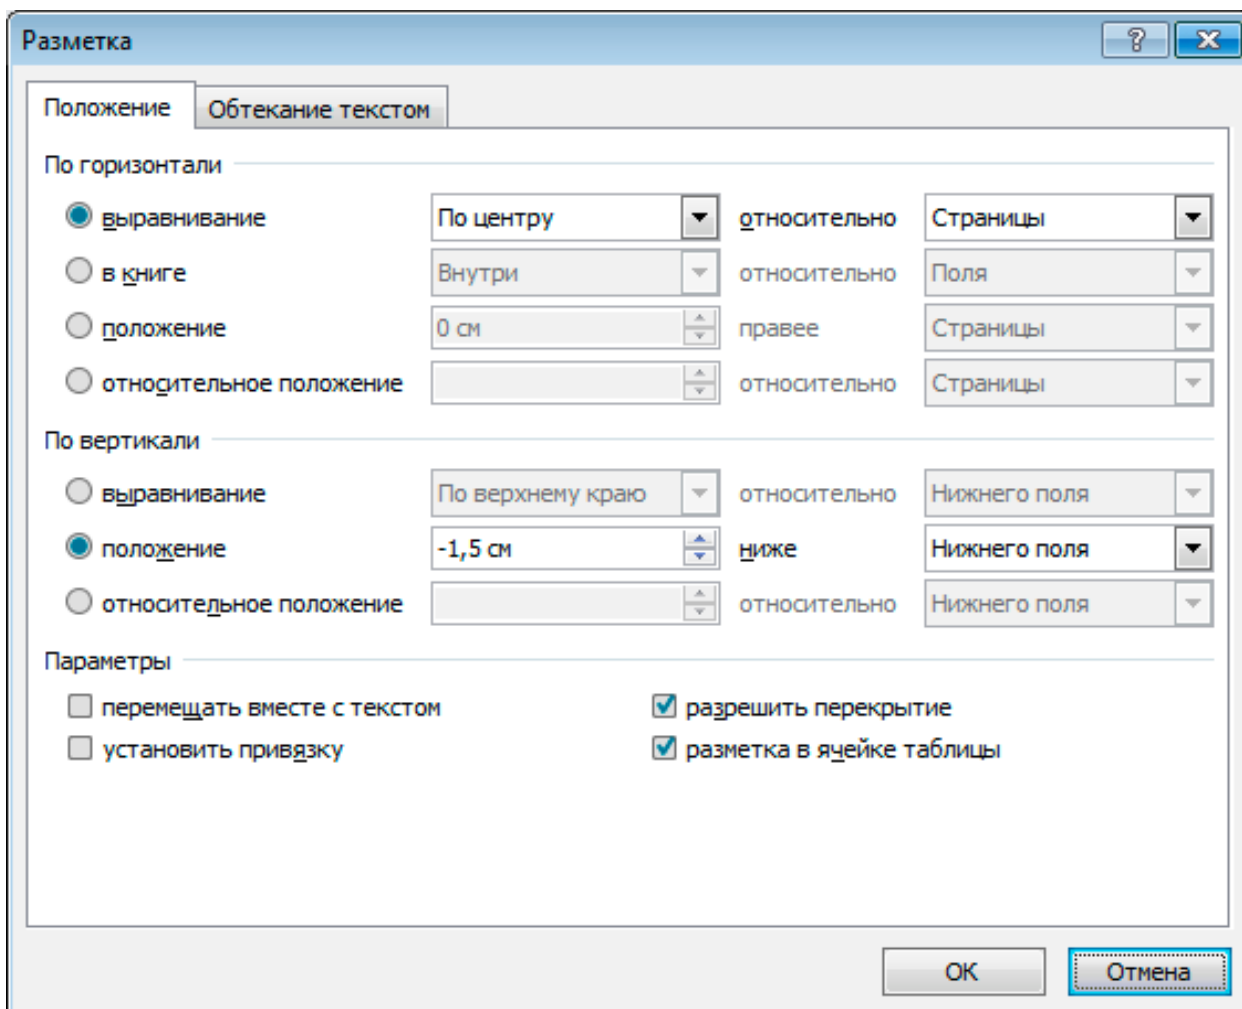 Разметка
Положение Обтекание текстом
По горизонтали
выравнивание По центру относительно Страницы
в книге Внутри относительно Поля
положение 0 см правее Страницы
относительное положение относительно Страницы
По вертикали
выравнивание По верхнему краю относительно Нижнего поля
положение -1,5 см ниже Нижнего поля
относительное положение относительно Нижнего поля
Параметры
перемещать вместе с текстом разрешить перекрытие
установить привязку разметка в ячейке таблицы
ОК Отмена